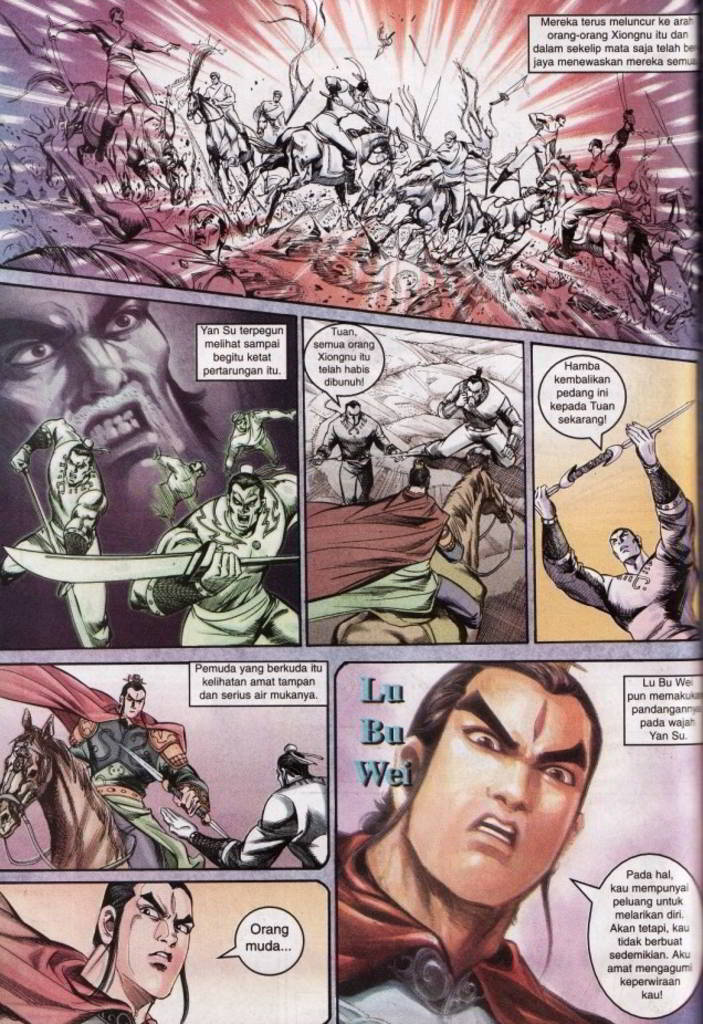 Mereka terus meluncur ke arah
orang-orang Xiongnu itu dan
dalam sekelip mata saja telah be
jaya menewaskan mereka semua
Yan Su terpegun
melihat sampai
begitu ketat
pertarungan itu.
Tuan,
semua orang
Xiongnu itu
telah habis
dibunuh!
Hamba
kembalikan
pedang ini
kepada Tuan
sekarang!
Pemuda yang berkuda itu
kelihatan amat tampan
dan serius air mukanya.
Lu
Bu
Wei
Lu Bu Wei
pun memakukan
pandangannya
pada wajah
Yan Su.
Orang
muda...
Pada hal,
kau mempunyai
peluang untuk
melarikan diri.
Akan tetapi, kau
tidak berbuat
sedemikian. Aku
amat mengagumi
keperwiraan
kau!